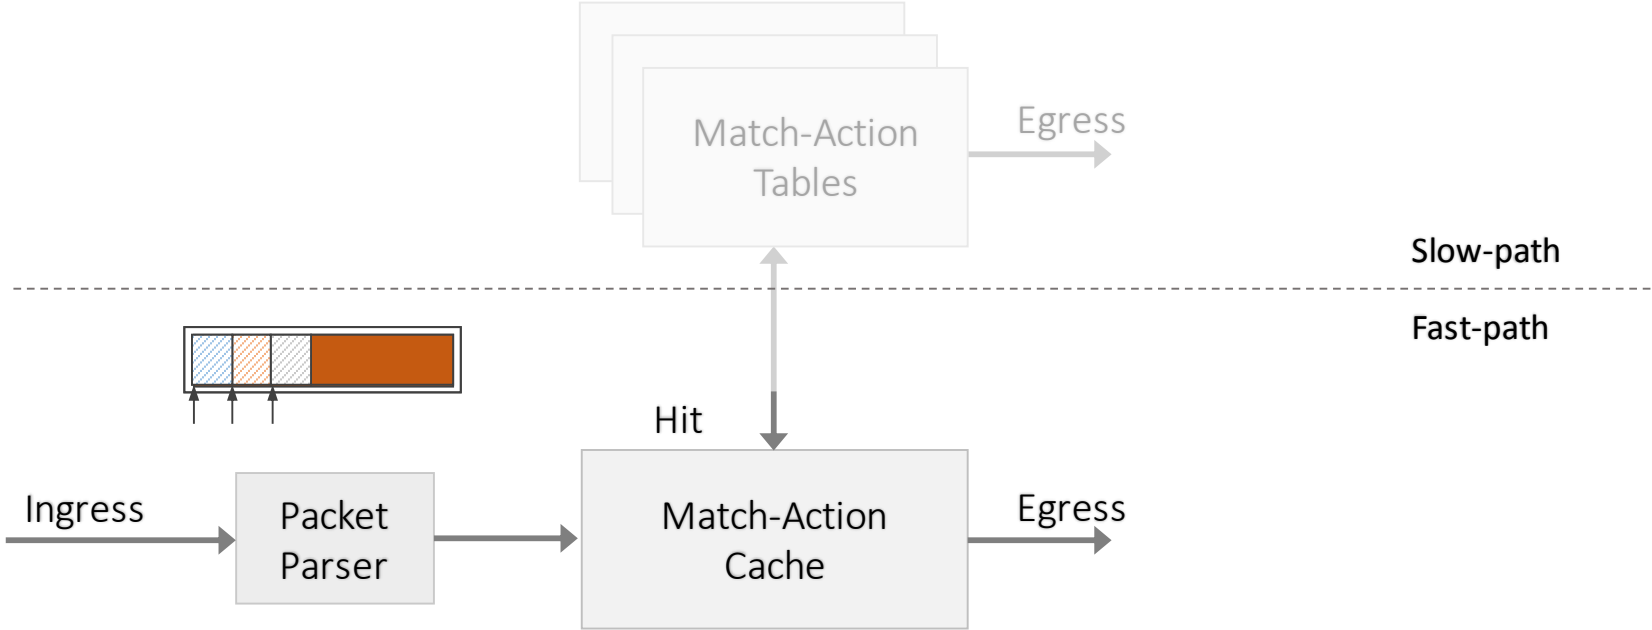 Match-Action
Tables
Egress
Slow-path
Fast-path
Hit
Ingress
Packet
Parser
Match-Action
Cache
Egress